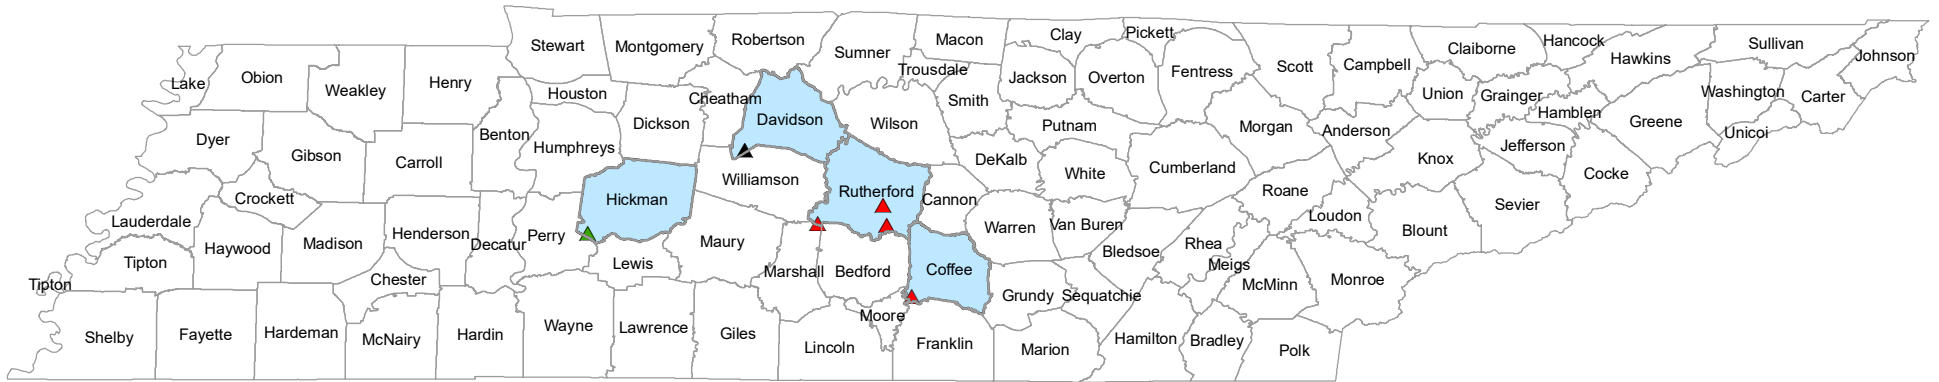 Stewart
Montgomery
Robertson
Sumner
Macon
Clay
Pickett
Claiborne
Hancock
Hawkins
Sullivan
Johnson
Lake
Obion
Weakley
Henry
Houston
Cheatham
Trousdale
Jackson
Overton
Fentress
Scott
Campbell
Union
Grainger
Hamblen
Washington
Carter
Smith
Dyer
Gibson
Carroll
Benton
Humphreys
Dickson
Davidson
Wilson
Putnam
Morgan
Anderson
Jefferson
Greene
Unicoi
DeKalb
White
Cumberland
Knox
Cocke
Crockett
Hickman
Williamson
Rutherford
Cannon
Roane
Loudon
Sevier
Lauderdale
Haywood
Madison
Henderson
Decatur
Perry
Maury
Warren
Van Buren
Rhea
Blount
Tipton
Tipton
Chester
Lewis
Marshall
Bedford
Coffee
Bledsoe
Meigs
McMinn
Monroe
Grundy
Sequatchie
Moore
Shelby
Fayette
Hardeman
McNairy
Hardin
Wayne
Lawrence
Giles
Lincoln
Franklin
Marion
Hamilton
Bradley
Polk